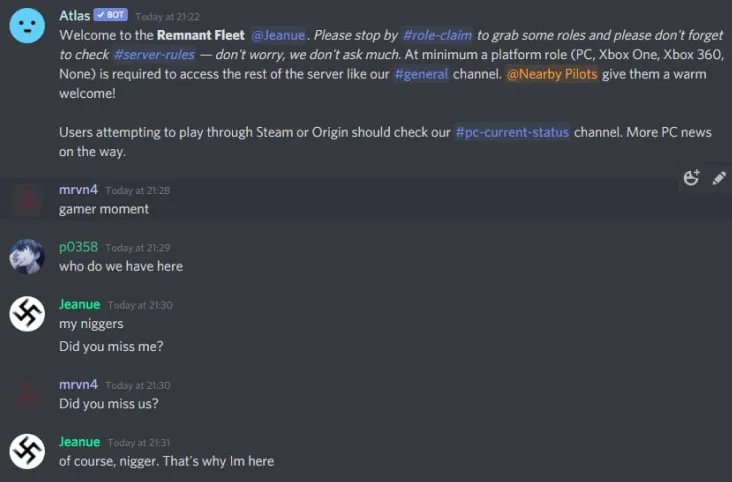 Atlas ✓ BOT Today at 21:22
Welcome to the Remnant Fleet @Jeanue. Please stop by #role-claim to grab some roles and please don't forget
to check #server-rules — don't worry, we don't ask much. At minimum a platform role (PC, Xbox One, Xbox 360,
None) is required to access the rest of the server like our #general channel. @Nearby Pilots give them a warm
welcome!
Users attempting to play through Steam or Origin should check our #pc-current-status channel. More PC news
on the way.
mrvn4 Today at 21:28
gamer moment
p0358 Today at 21:29
who do we have here
Jeanue Today at 21:30
my niggers
Did you miss me?
mrvn4 Today at 21:30
Did you miss us?
Jeanue Today at 21:31
of course, nigger. That's why Im here